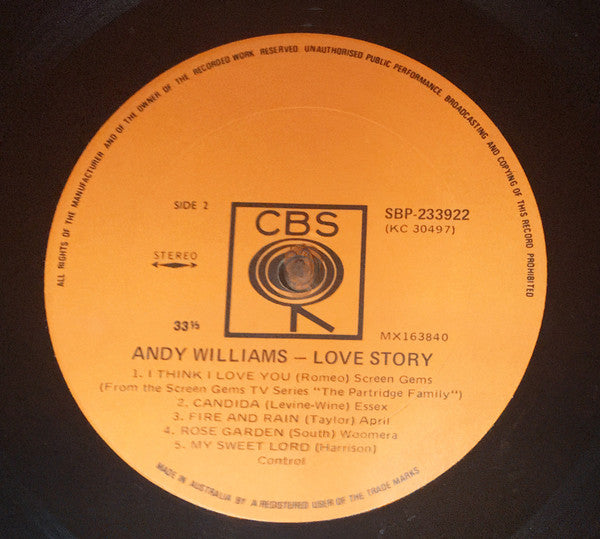 ALL RIGHTS OF THE MANUFACTURER AND OF THE OWNER OF THE RECORDED WORK RESERVED. UNAUTHORISED PUBLIC PERFORMANCE, BROADCASTING AND COPYING OF THIS RECORD PROHIBITED
SIDE 2
CBS
SBP-233922
(KC 30497)
STEREO
33⅓
MX163840
ANDY WILLIAMS – LOVE STORY
1. I THINK I LOVE YOU (Romeo) Screen Gems
(From the Screen Gems TV Series "The Partridge Family")
2. CANDIDA (Levine-Wine) Essex
3. FIRE AND RAIN (Taylor) April
4. ROSE GARDEN (South) Woomera
5. MY SWEET LORD (Harrison)
Control
MADE IN AUSTRALIA BY A REGISTERED USER OF THE TRADE MARKS